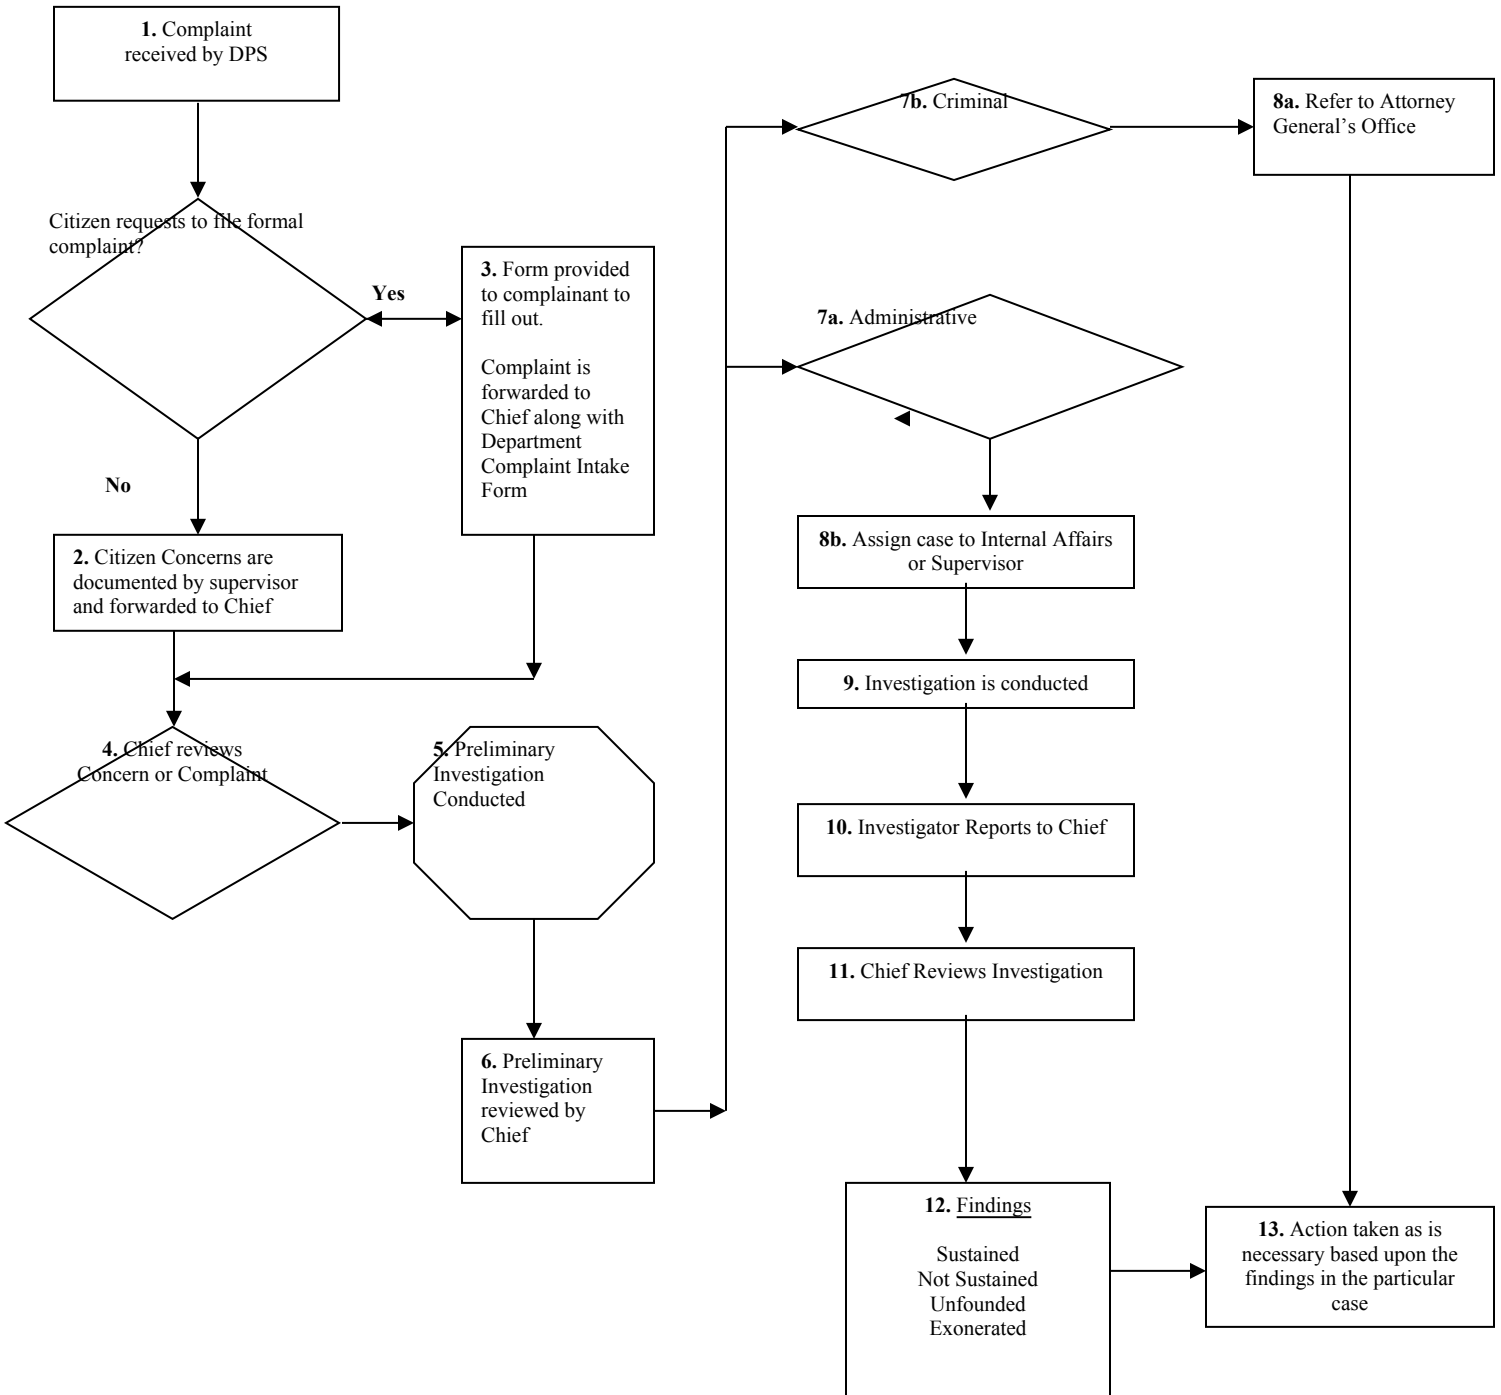 1. Complaint
received by DPS
Citizen requests to file formal
complaint?
Yes
3. Form provided
to complainant to
fill out.
Complaint is
forwarded to
Chief along with
Department
Complaint Intake
Form
No
2. Citizen Concerns are
documented by supervisor
and forwarded to Chief
4. Chief reviews
Concern or Complaint
5. Preliminary
Investigation
Conducted
6. Preliminary
Investigation
reviewed by
Chief
7b. Criminal
8a. Refer to Attorney
General’s Office
7a. Administrative
8b. Assign case to Internal Affairs
or Supervisor
9. Investigation is conducted
10. Investigator Reports to Chief
11. Chief Reviews Investigation
12. Findings
Sustained
Not Sustained
Unfounded
Exonerated
13. Action taken as is
necessary based upon the
findings in the particular
case